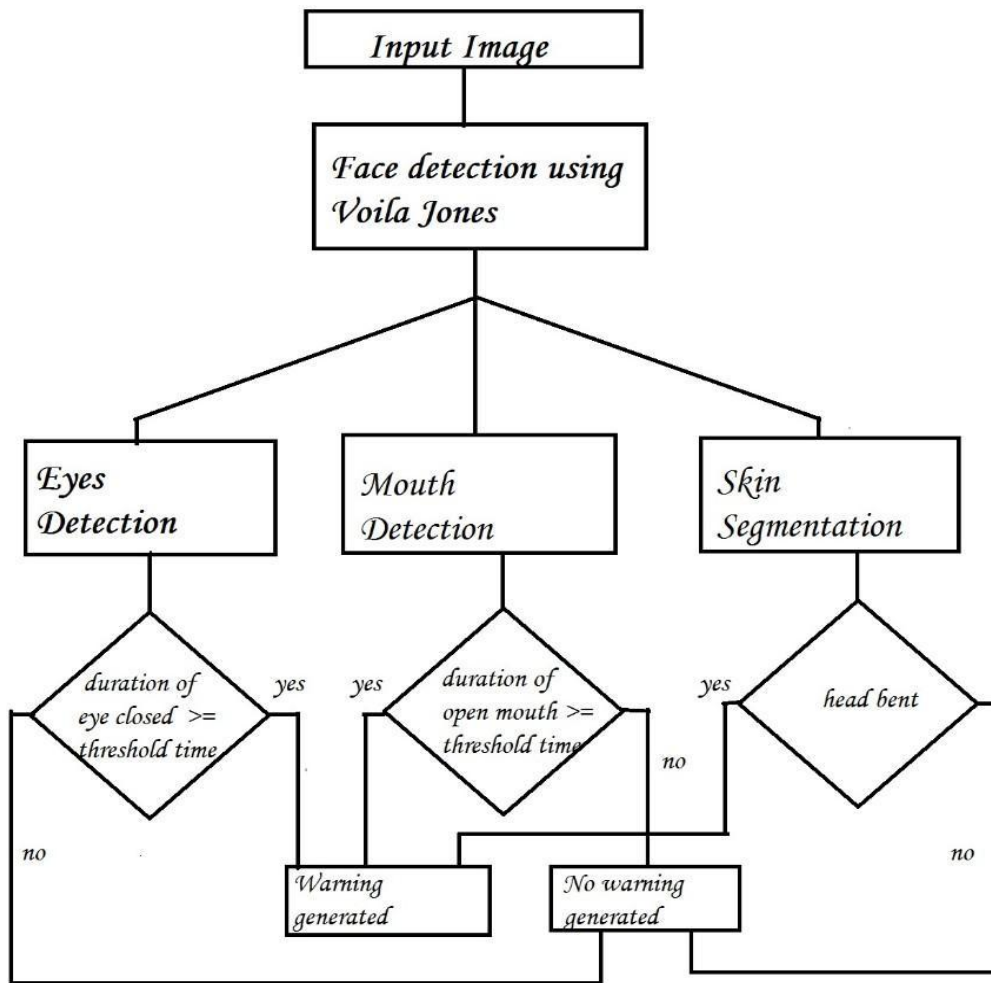 Input Image
Face detection using
Voila Jones
Eyes
Detection
Mouth
Detection
Skin
Segmentation
duration of
eye closed >=
threshold time
yes
yes
duration of
open mouth >=
threshold time
yes
head bent
no
no
no
Warning
generated
No warning
generated